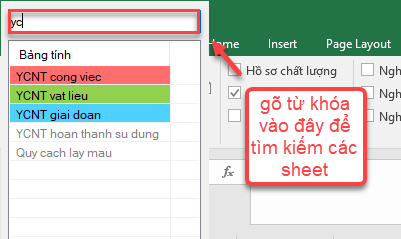 yc
Home Insert Page Layout
Bảng tính
Hồ sơ chất lượng
Ngh
YCNT cong viec
YCNT vat lieu
Ngh
YCNT giai doan
Ngh
YCNT hoan thanh su dung
Quy cach lay mau
gõ từ khóa
vào đây để
tìm kiếm các
sheet
fx